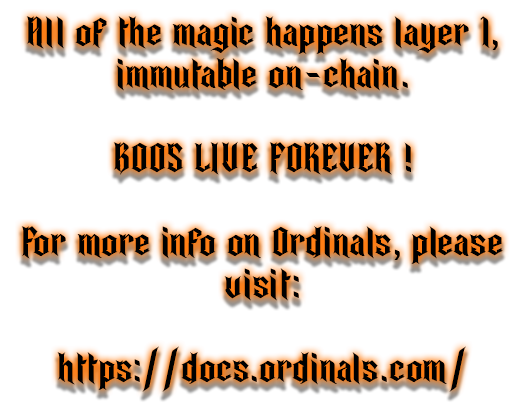 All of the magic happens layer 1,
immutable on-chain.
ROOS LIVE FOREVER !
For more info on Ordinals, please
visit:
https://docs.ordinals.com/